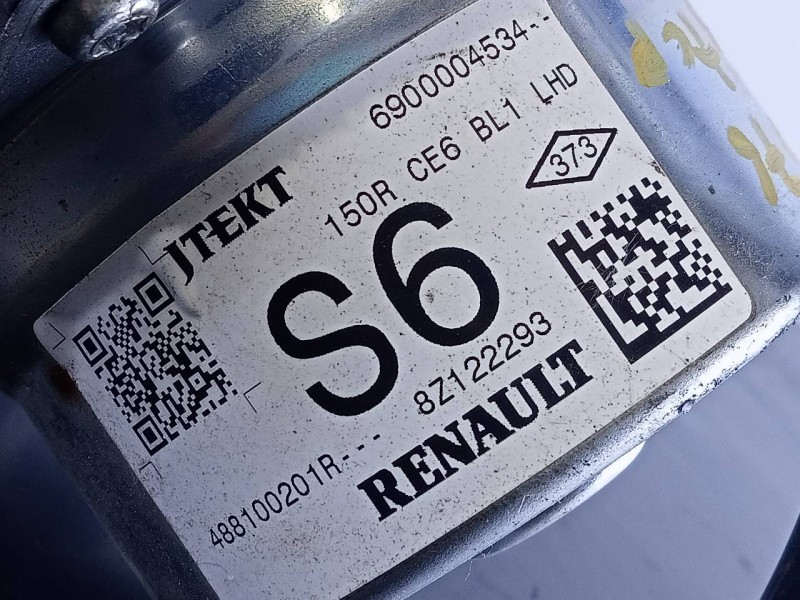 6900004534--
JTEKT
150R CE6 BL1 LHD
373
S6
8Z122293
RENAULT
488100201R---